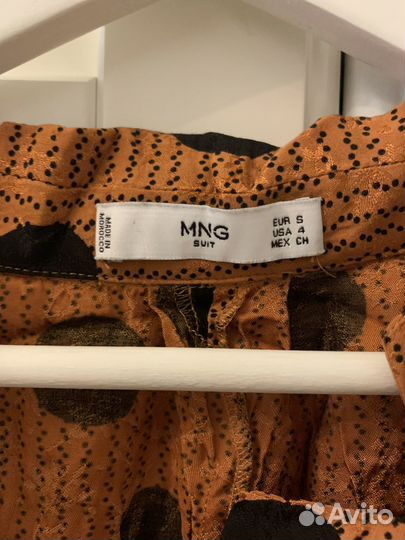 MADE IN
MOROCCO
MNG
SUIT
EUR S
USA 4
MEX CH
Avito